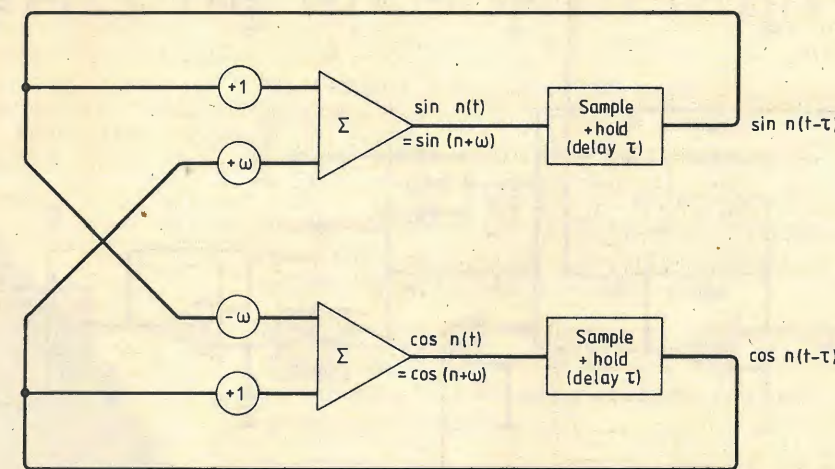 +1
Σ
sin n(t)
= sin (n+ω)
Sample
+ hold
(delay τ)
sin n(t-τ)
+ω
-ω
Σ
cos n(t)
= cos (n+ω)
Sample
+ hold
(delay τ)
cos n(t-τ)
+1